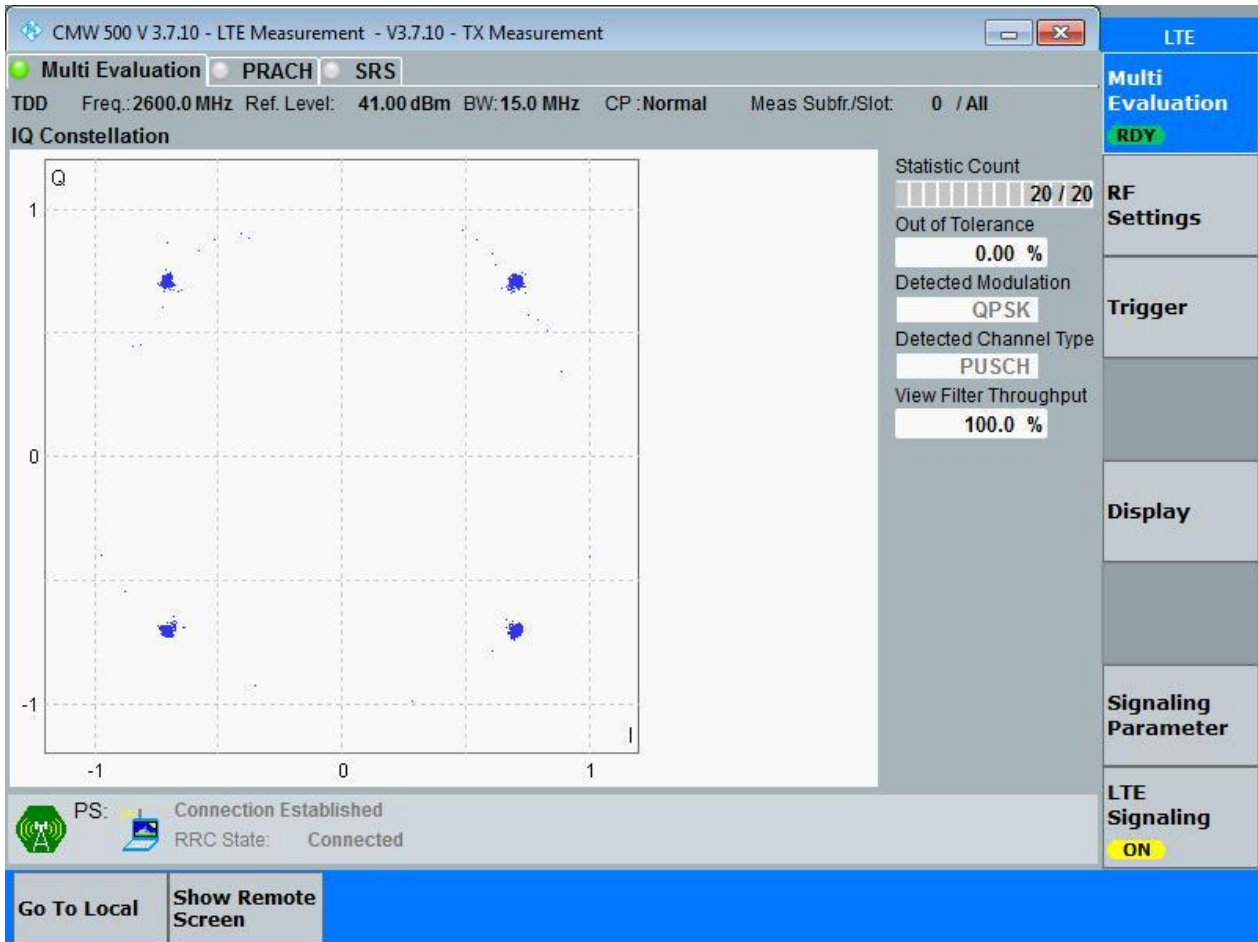 CMW 500 V 3.7.10 - LTE Measurement - V3.7.10 - TX Measurement
LTE
Multi Evaluation PRACH SRS
TDD Freq.: 2600.0 MHz Ref. Level: 41.00 dBm BW: 15.0 MHz CP : Normal Meas Subfr./Slot: 0 / All
IQ Constellation
Q
1
0
-1
I
-1 0 1
Statistic Count
20 / 20
Out of Tolerance
0.00 %
Detected Modulation
QPSK
Detected Channel Type
PUSCH
View Filter Throughput
100.0 %
Multi
Evaluation
RDY
RF
Settings
Trigger
Display
Signaling
Parameter
LTE
Signaling
ON
PS: Connection Established
RRC State: Connected
Go To Local
Show Remote
Screen